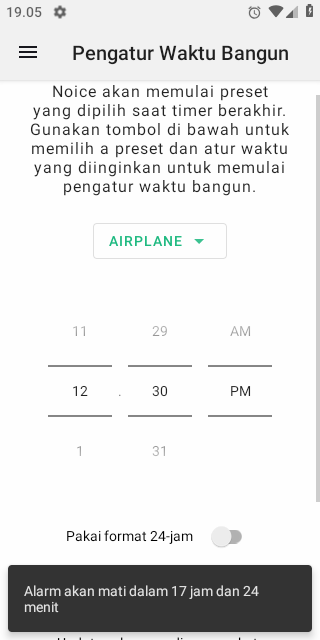 19.05
Pengatur Waktu Bangun
Noice akan memulai preset
yang dipilih saat timer berakhir.
Gunakan tombol di bawah untuk
memilih a preset dan atur waktu
yang diinginkan untuk memulai
pengatur waktu bangun.
AIRPLANE
11 29 AM
12 . 30 PM
1 31
Pakai format 24-jam
Alarm akan mati dalam 17 jam dan 24
menit